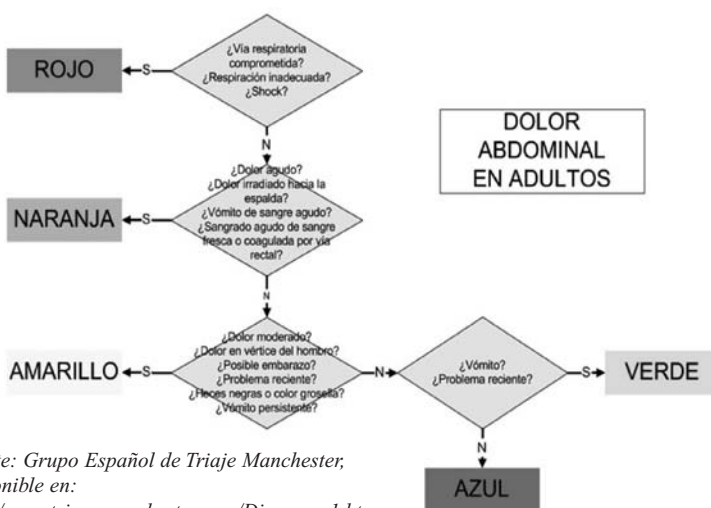 ¿Vía respiratoria
comprometida?
¿Respiración inadecuada?
¿Shock?
S
ROJO
N
DOLOR
ABDOMINAL
EN ADULTOS
¿Dolor agudo?
¿Dolor irradiado hacia la
espalda?
¿Vómito de sangre agudo?
¿Sangrado agudo de sangre
fresca o coagulada por vía
rectal?
S
NARANJA
N
¿Dolor moderado?
¿Dolor en vértice del hombro?
¿Posible embarazo?
¿Problema reciente?
¿Heces negras o color grosella?
¿Vómito persistente?
S
AMARILLO
N
¿Vómito?
¿Problema reciente?
S
VERDE
N
AZUL
te: Grupo Español de Triaje Manchester,
onible en: